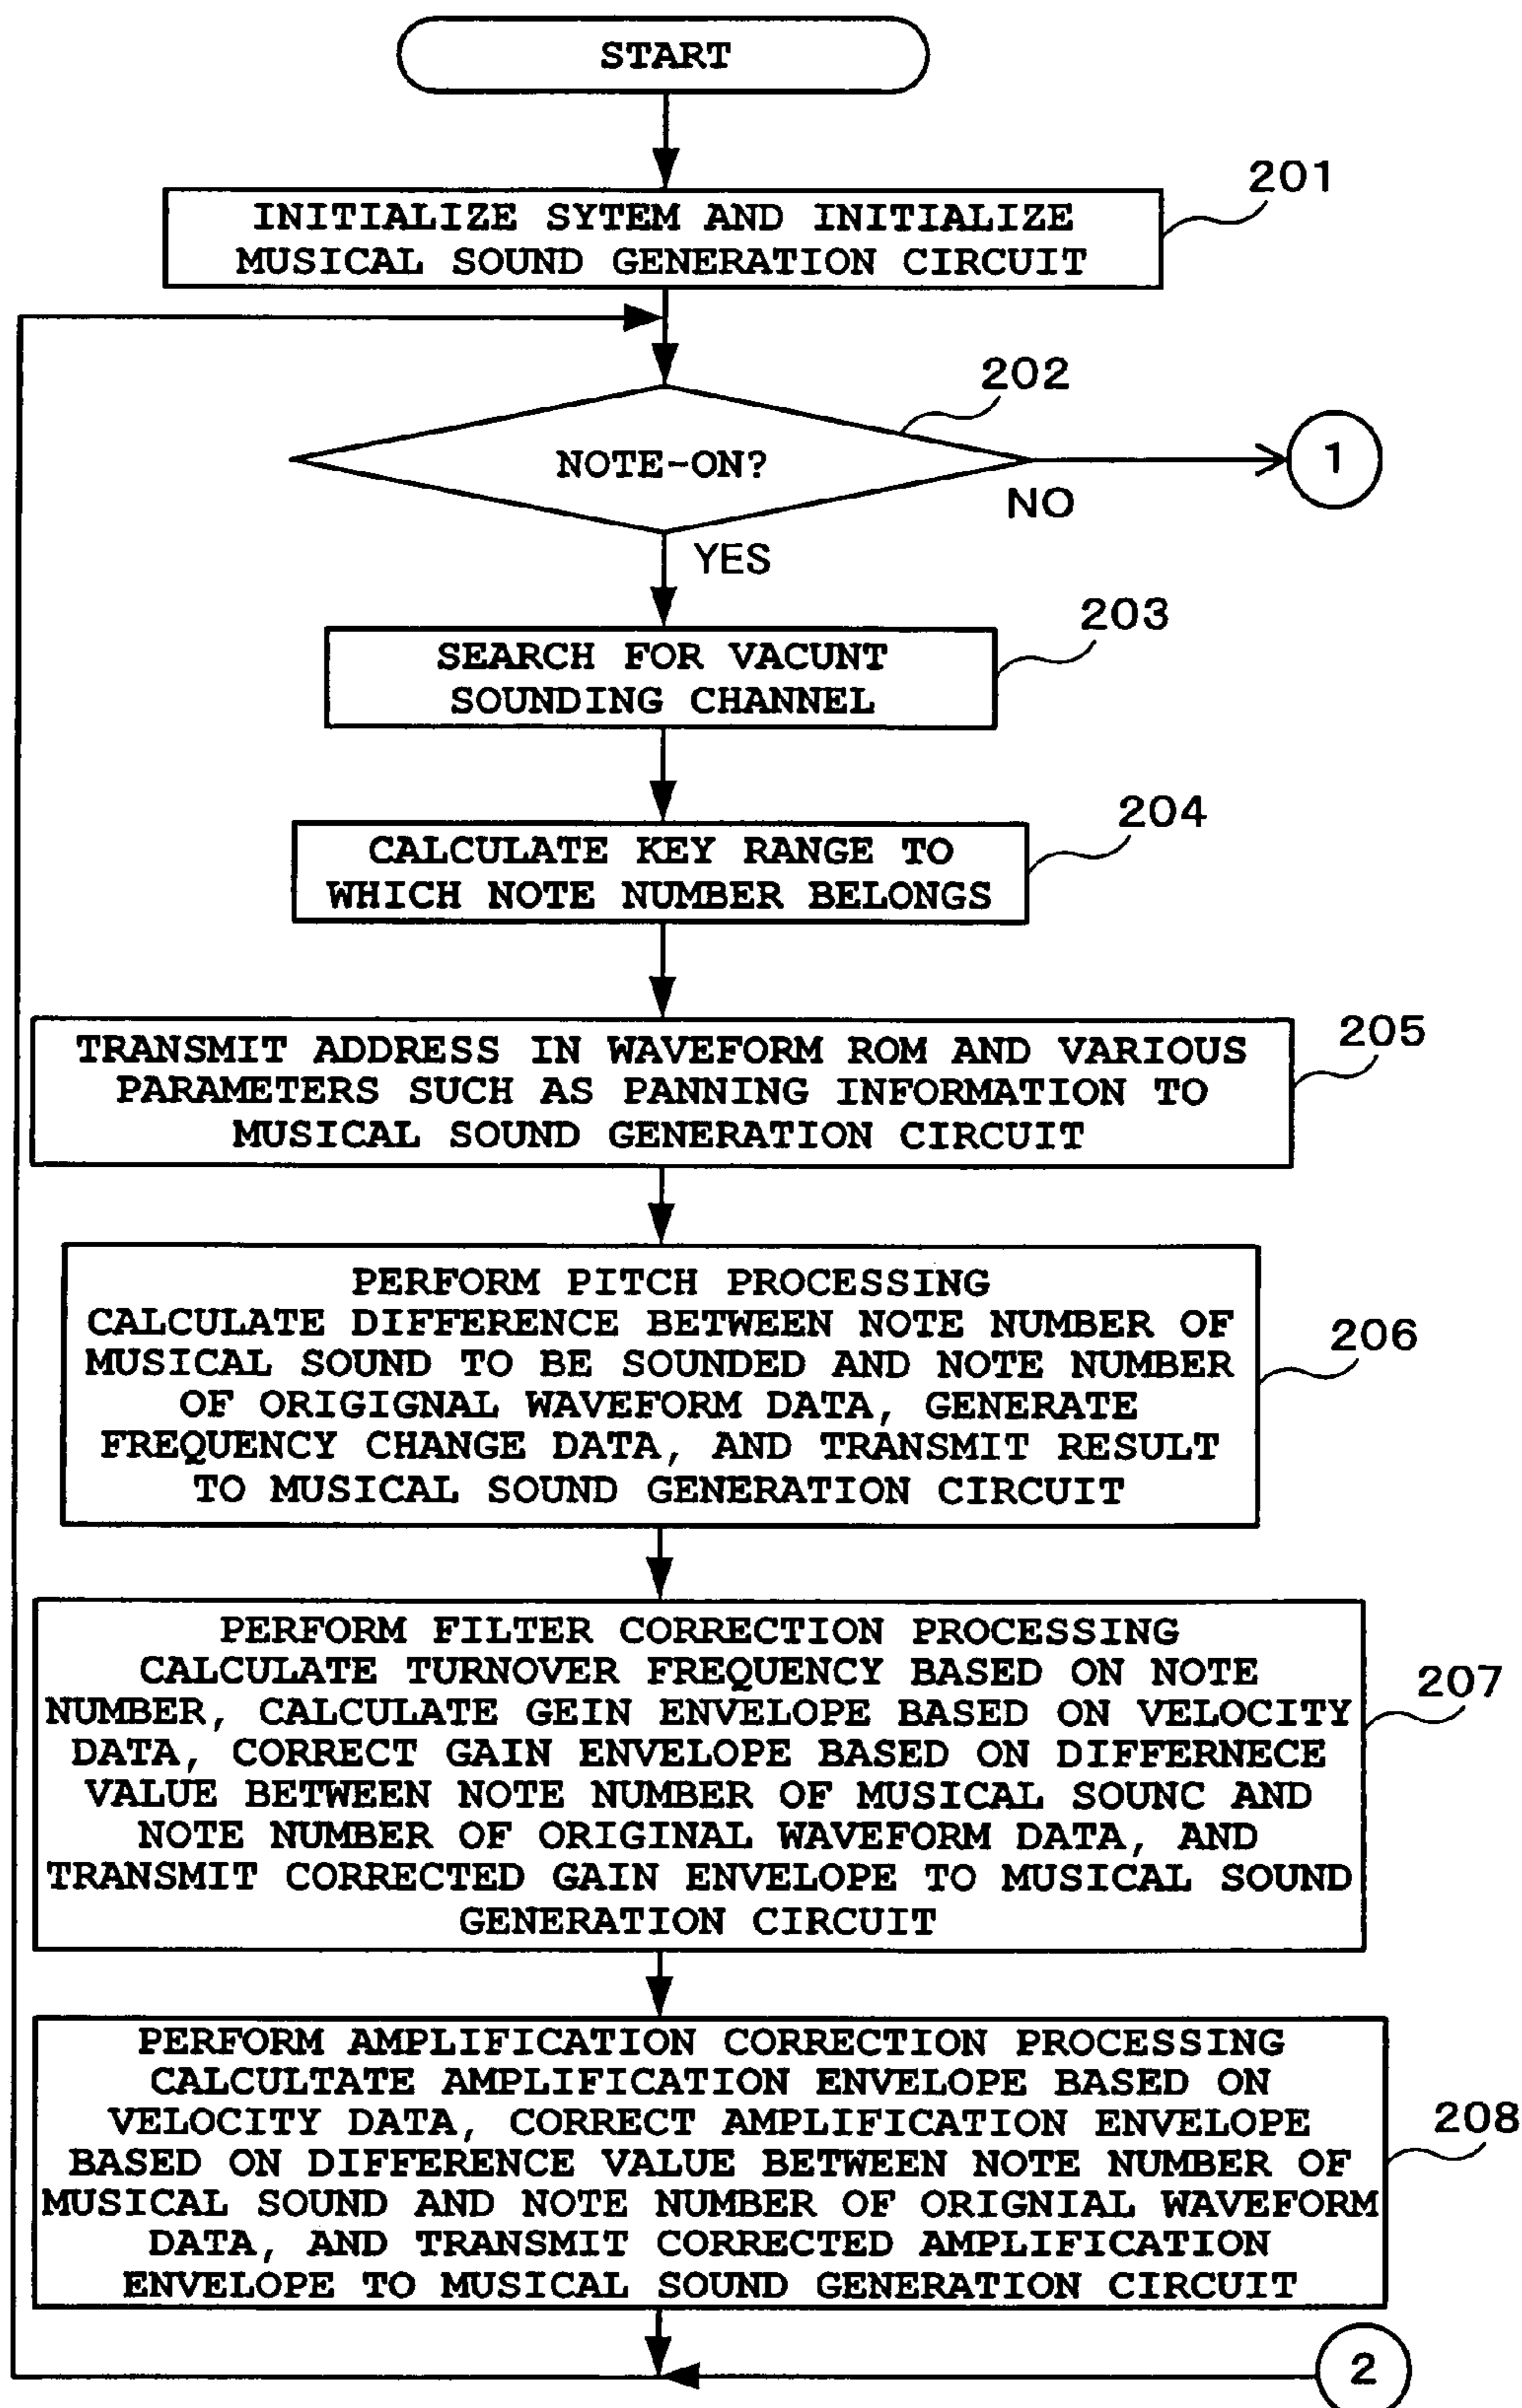 START
201
INITIALIZE SYTEM AND INITIALIZE
MUSICAL SOUND GENERATION CIRCUIT
202
NOTE-ON?
1
NO
YES
203
SEARCH FOR VACUNT
SOUNDING CHANNEL
204
CALCULATE KEY RANGE TO
WHICH NOTE NUMBER BELONGS
205
TRANSMIT ADDRESS IN WAVEFORM ROM AND VARIOUS
PARAMETERS SUCH AS PANNING INFORMATION TO
MUSICAL SOUND GENERATION CIRCUIT
206
PERFORM PITCH PROCESSING
CALCULATE DIFFERENCE BETWEEN NOTE NUMBER OF
MUSICAL SOUND TO BE SOUNDED AND NOTE NUMBER
OF ORIGIGNAL WAVEFORM DATA, GENERATE
FREQUENCY CHANGE DATA, AND TRANSMIT RESULT
TO MUSICAL SOUND GENERATION CIRCUIT
207
PERFORM FILTER CORRECTION PROCESSING
CALCULATE TURNOVER FREQUENCY BASED ON NOTE
NUMBER, CALCULATE GEIN ENVELOPE BASED ON VELOCITY
DATA, CORRECT GAIN ENVELOPE BASED ON DIFFERNECE
VALUE BETWEEN NOTE NUMBER OF MUSICAL SOUNC AND
NOTE NUMBER OF ORIGINAL WAVEFORM DATA, AND
TRANSMIT CORRECTED GAIN ENVELOPE TO MUSICAL SOUND
GENERATION CIRCUIT
208
PERFORM AMPLIFICATION CORRECTION PROCESSING
CALCULTATE AMPLIFICATION ENVELOPE BASED ON
VELOCITY DATA, CORRECT AMPLIFICATION ENVELOPE
BASED ON DIFFERENCE VALUE BETWEEN NOTE NUMBER OF
MUSICAL SOUND AND NOTE NUMBER OF ORIGNIAL WAVEFORM
DATA, AND TRANSMIT CORRECTED AMPLIFICATION
ENVELOPE TO MUSICAL SOUND GENERATION CIRCUIT
2